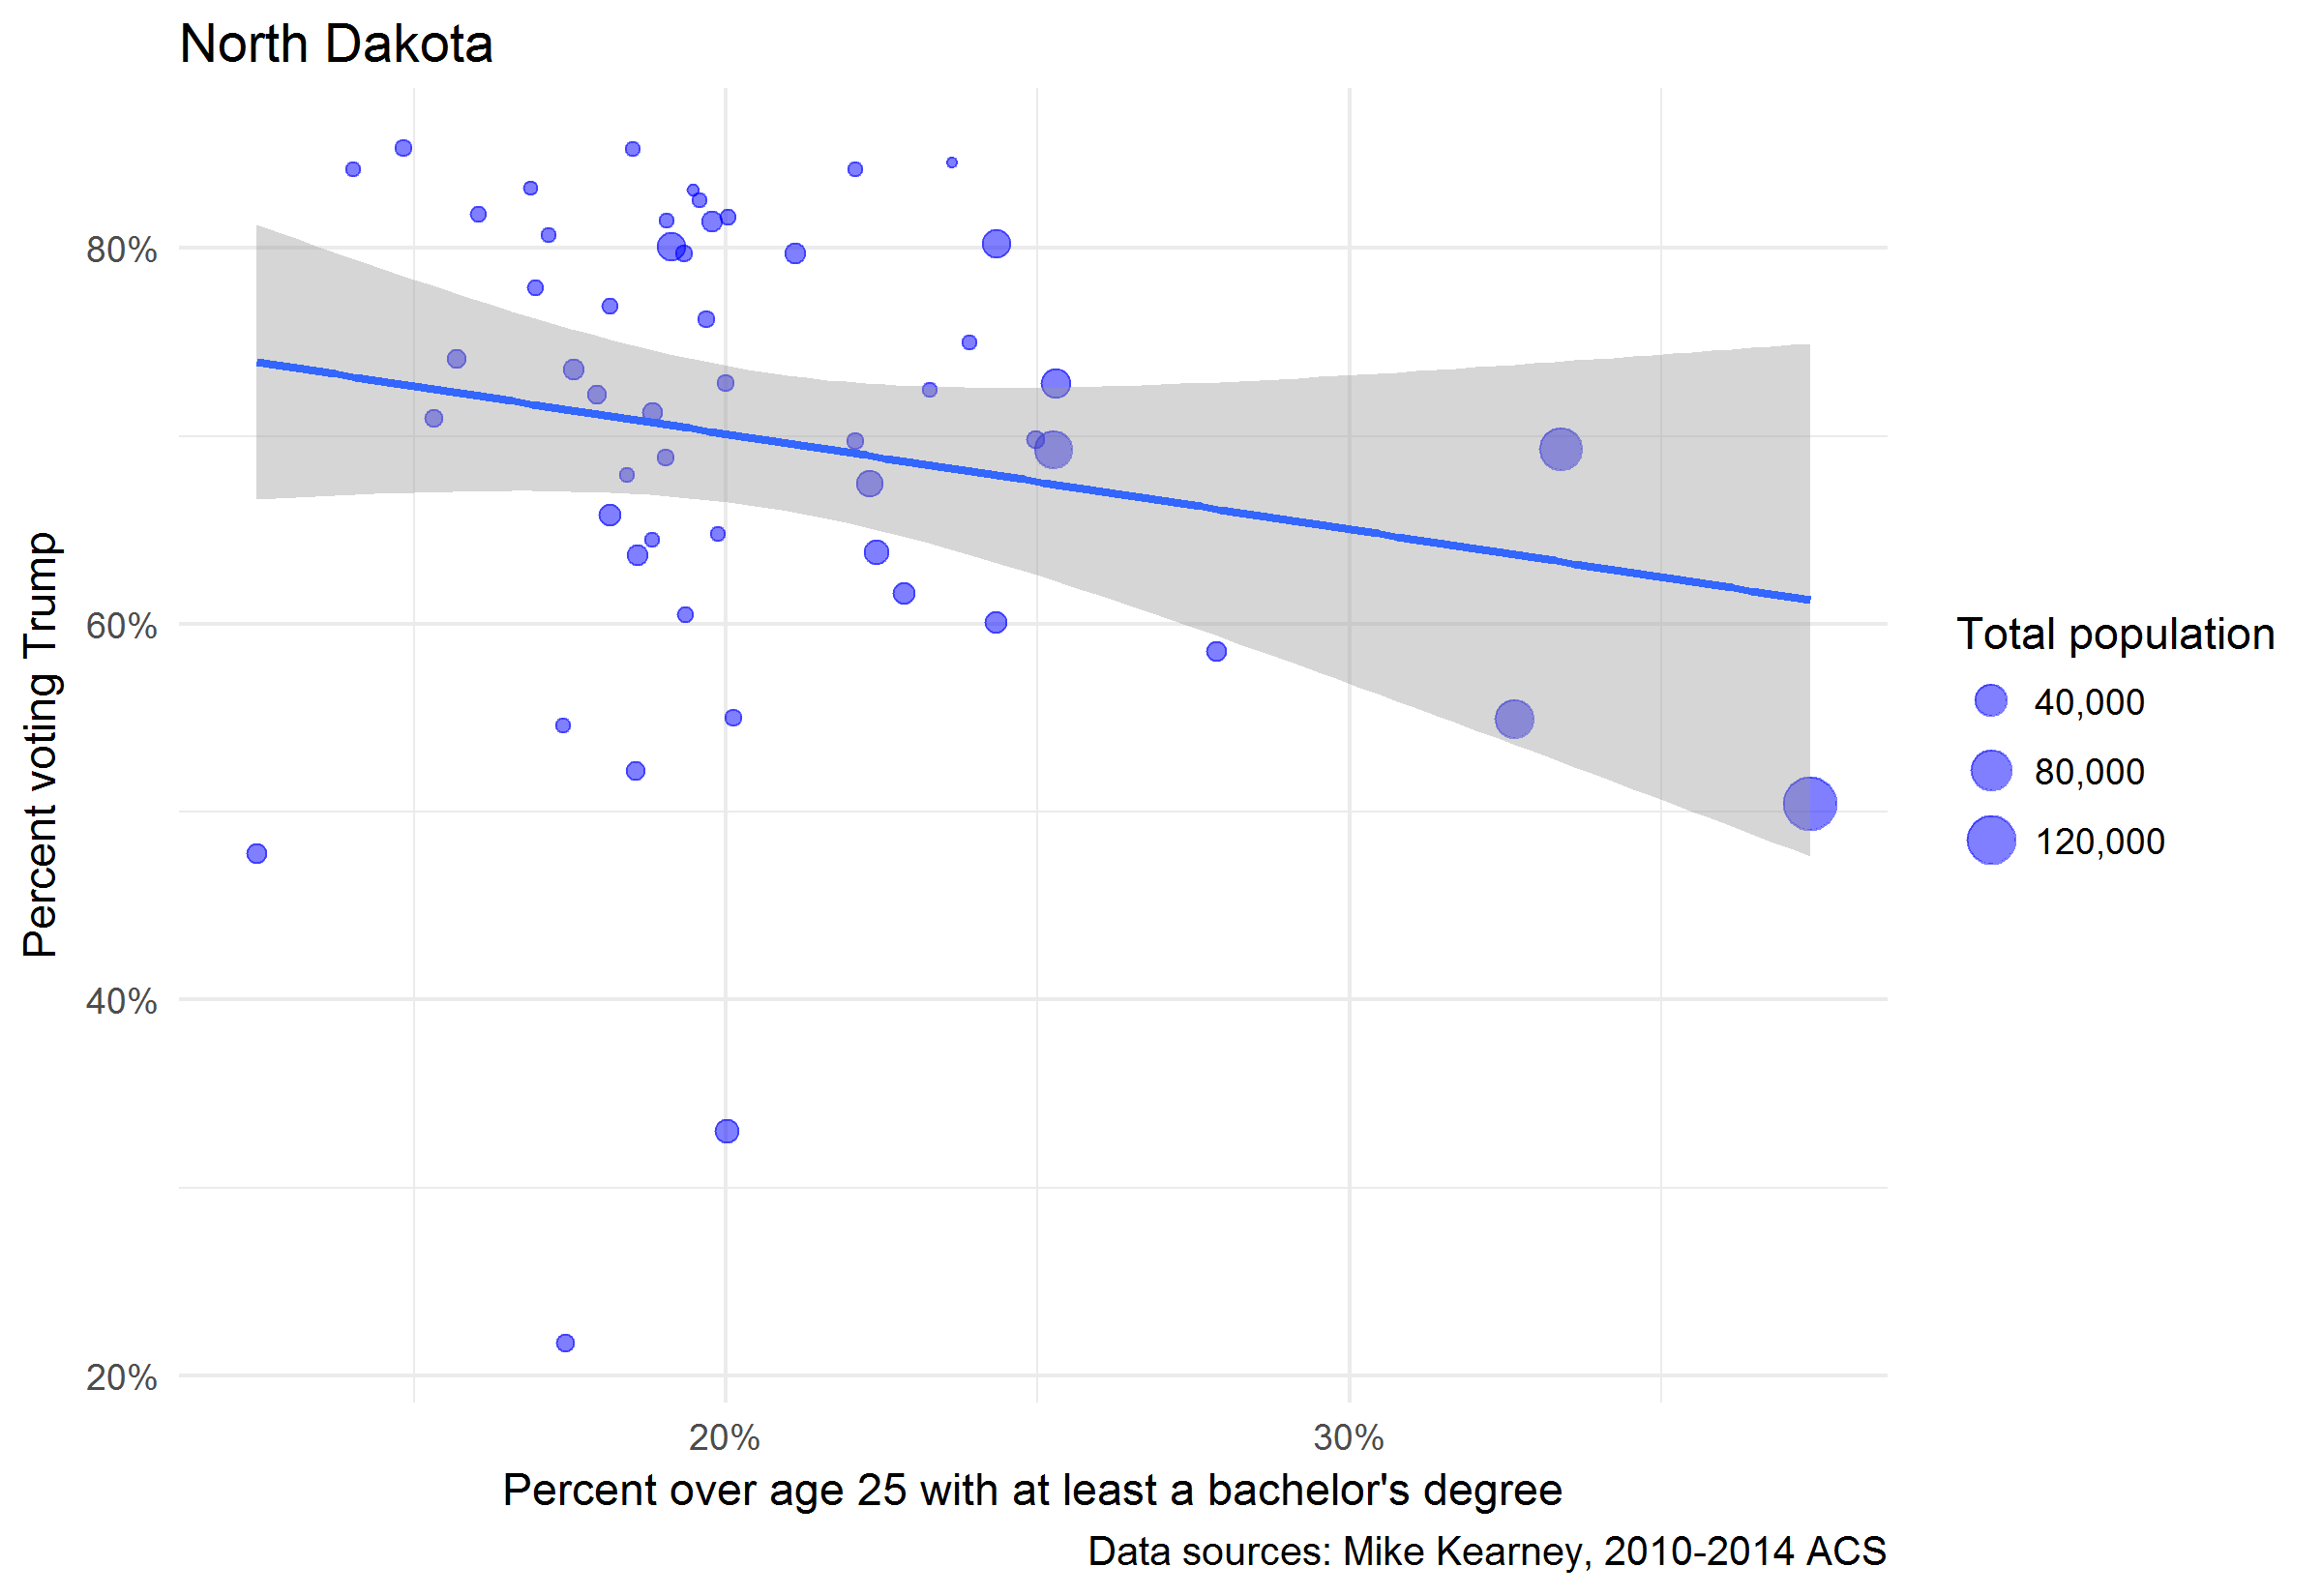 North Dakota
80%
60%
40%
20%
Percent voting Trump
20%
30%
Percent over age 25 with at least a bachelor's degree
Total population
40,000
80,000
120,000
Data sources: Mike Kearney, 2010-2014 ACS